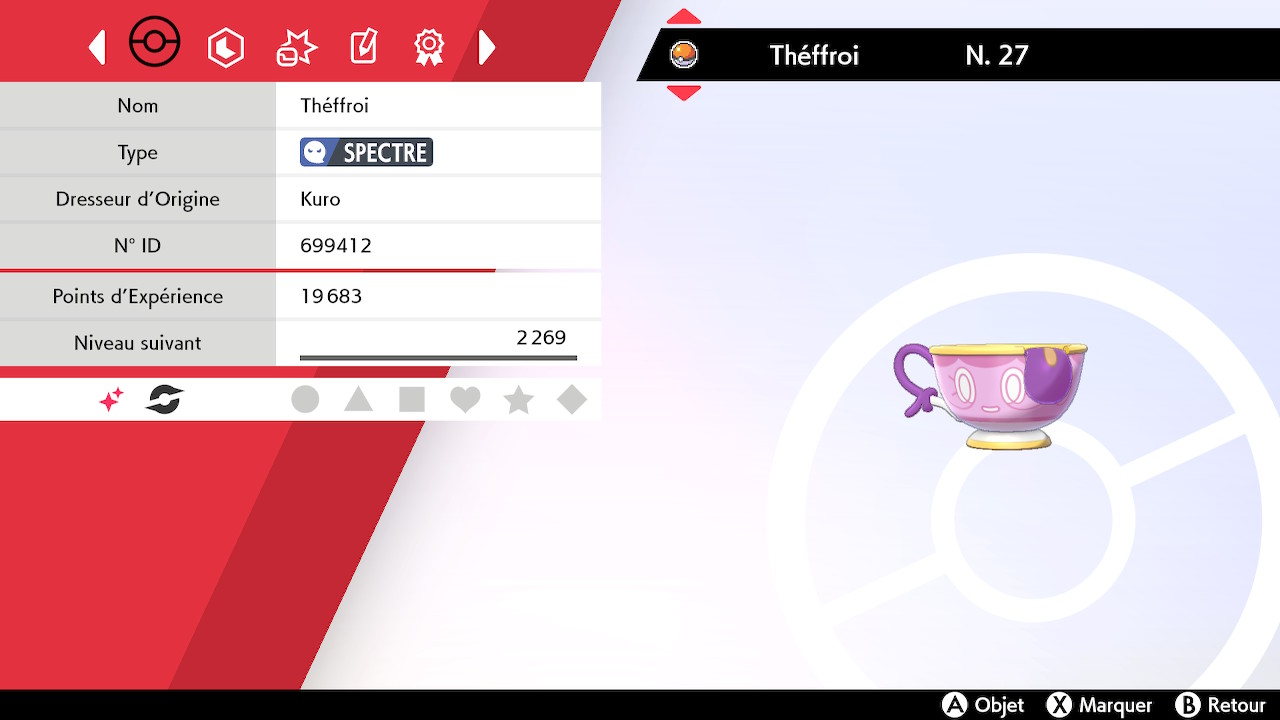 Théffroi N. 27
Nom Théffroi
Type SPECTRE
Dresseur d'Origine Kuro
N° ID 699412
Points d'Expérience 19 683
Niveau suivant 2 269
A Objet X Marquer B Retour